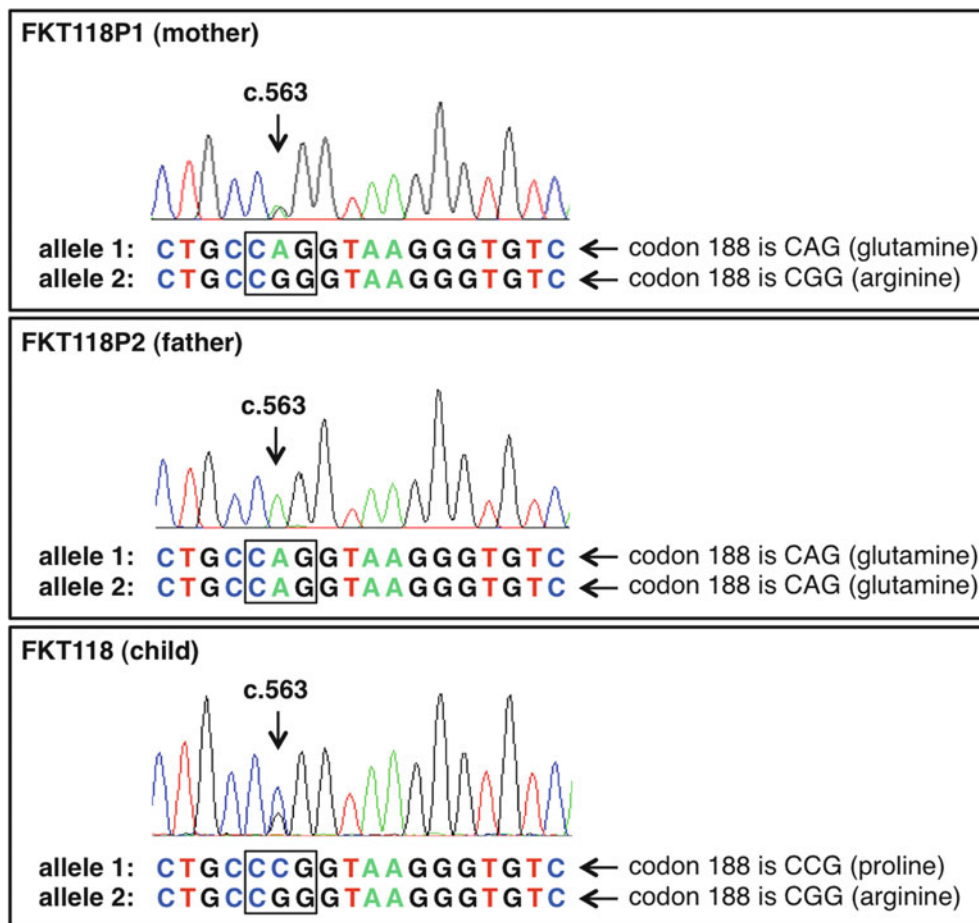 FKT118P1 (mother)
c.563
allele 1: CTGCCAGGTAAGGGTGTC ← codon 188 is CAG (glutamine)
allele 2: CTGCCGGGTAAGGGTGTC ← codon 188 is CGG (arginine)
FKT118P2 (father)
c.563
allele 1: CTGCCAGGTAAGGGTGTC ← codon 188 is CAG (glutamine)
allele 2: CTGCCAGGTAAGGGTGTC ← codon 188 is CAG (glutamine)
FKT118 (child)
c.563
allele 1: CTGCCCGGTAAGGGTGTC ← codon 188 is CCG (proline)
allele 2: CTGCCGGGTAAGGGTGTC ← codon 188 is CGG (arginine)